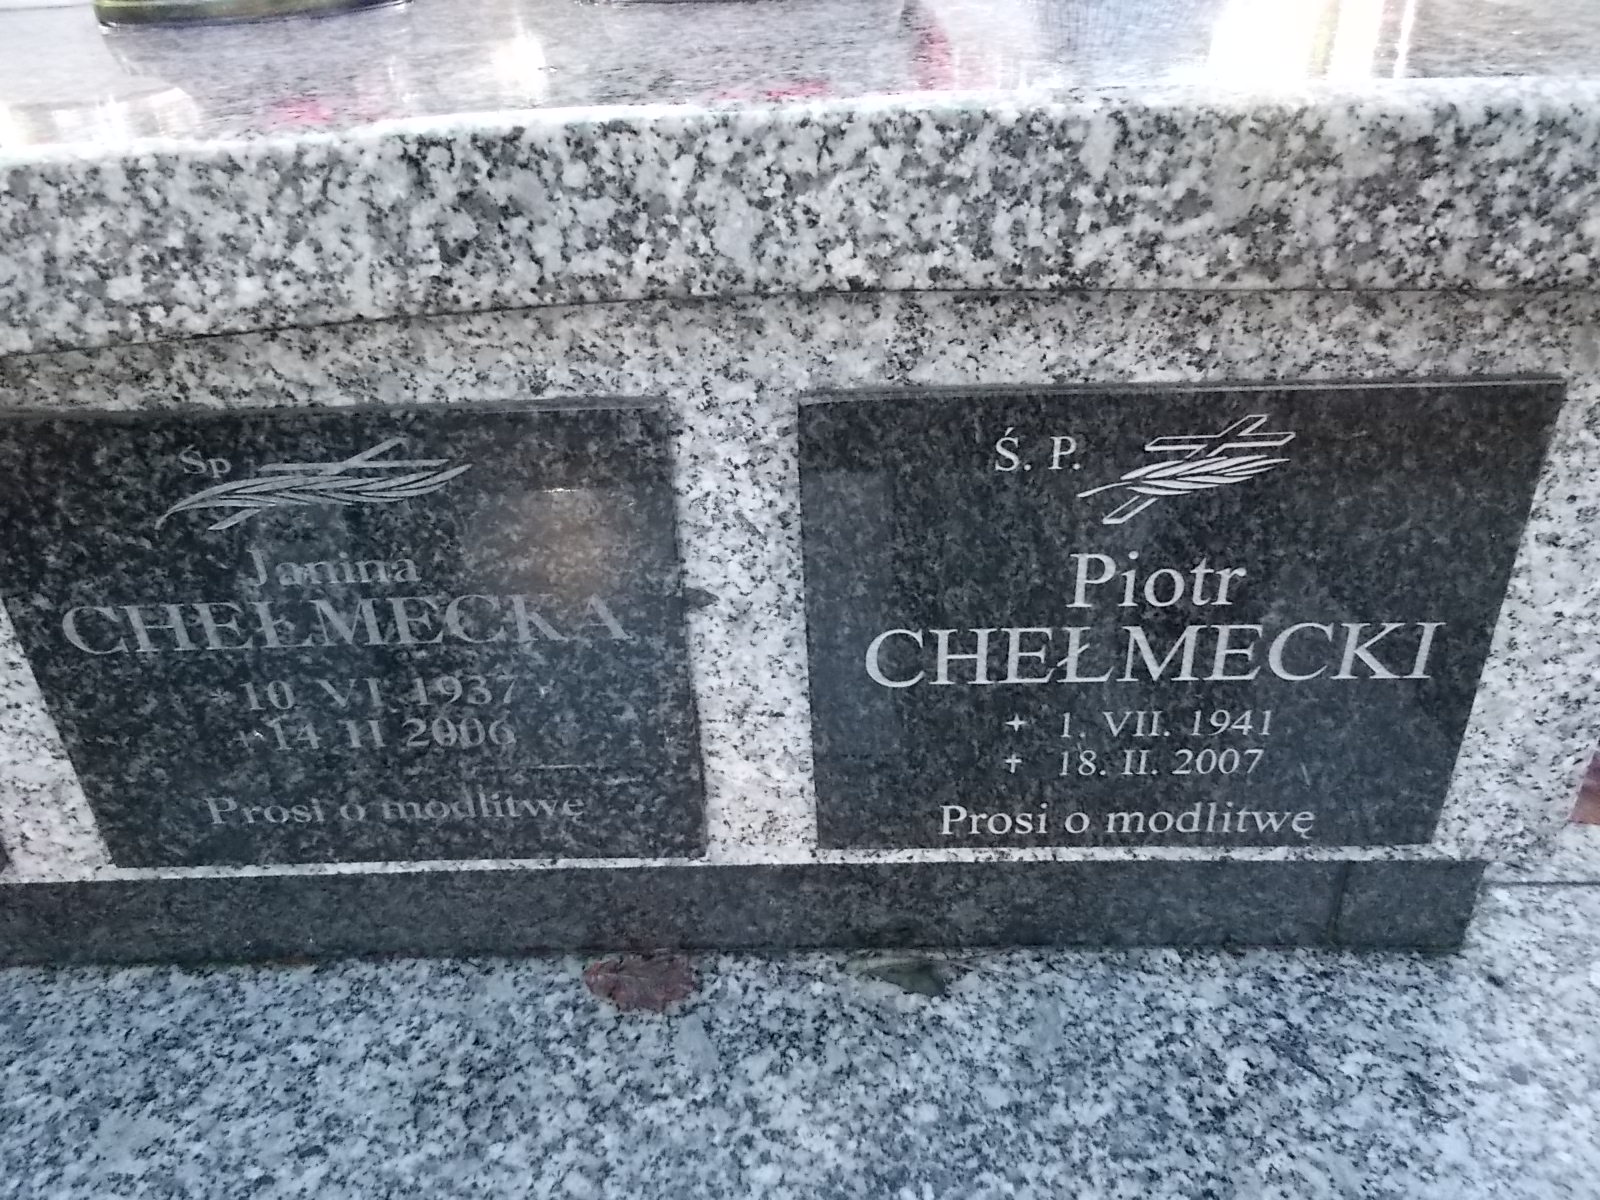 Śp
Janina
CHEŁMECKA
* 10 VI 1937
+ 14 II 2006
Prosi o modlitwę
Ś. P.
Piotr
CHEŁMECKI
✦ 1. VII. 1941
✝ 18. II. 2007
Prosi o modlitwę